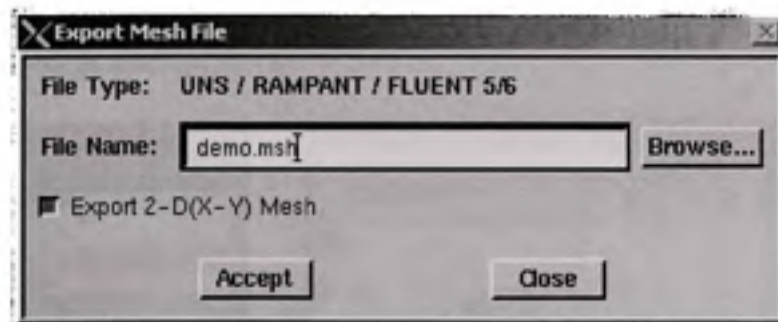 Export Mesh File
File Type: UNS / RAMPANT / FLUENT 5/6
File Name: demo.msh Browse...
Export 2-D(X-Y) Mesh
Accept Close